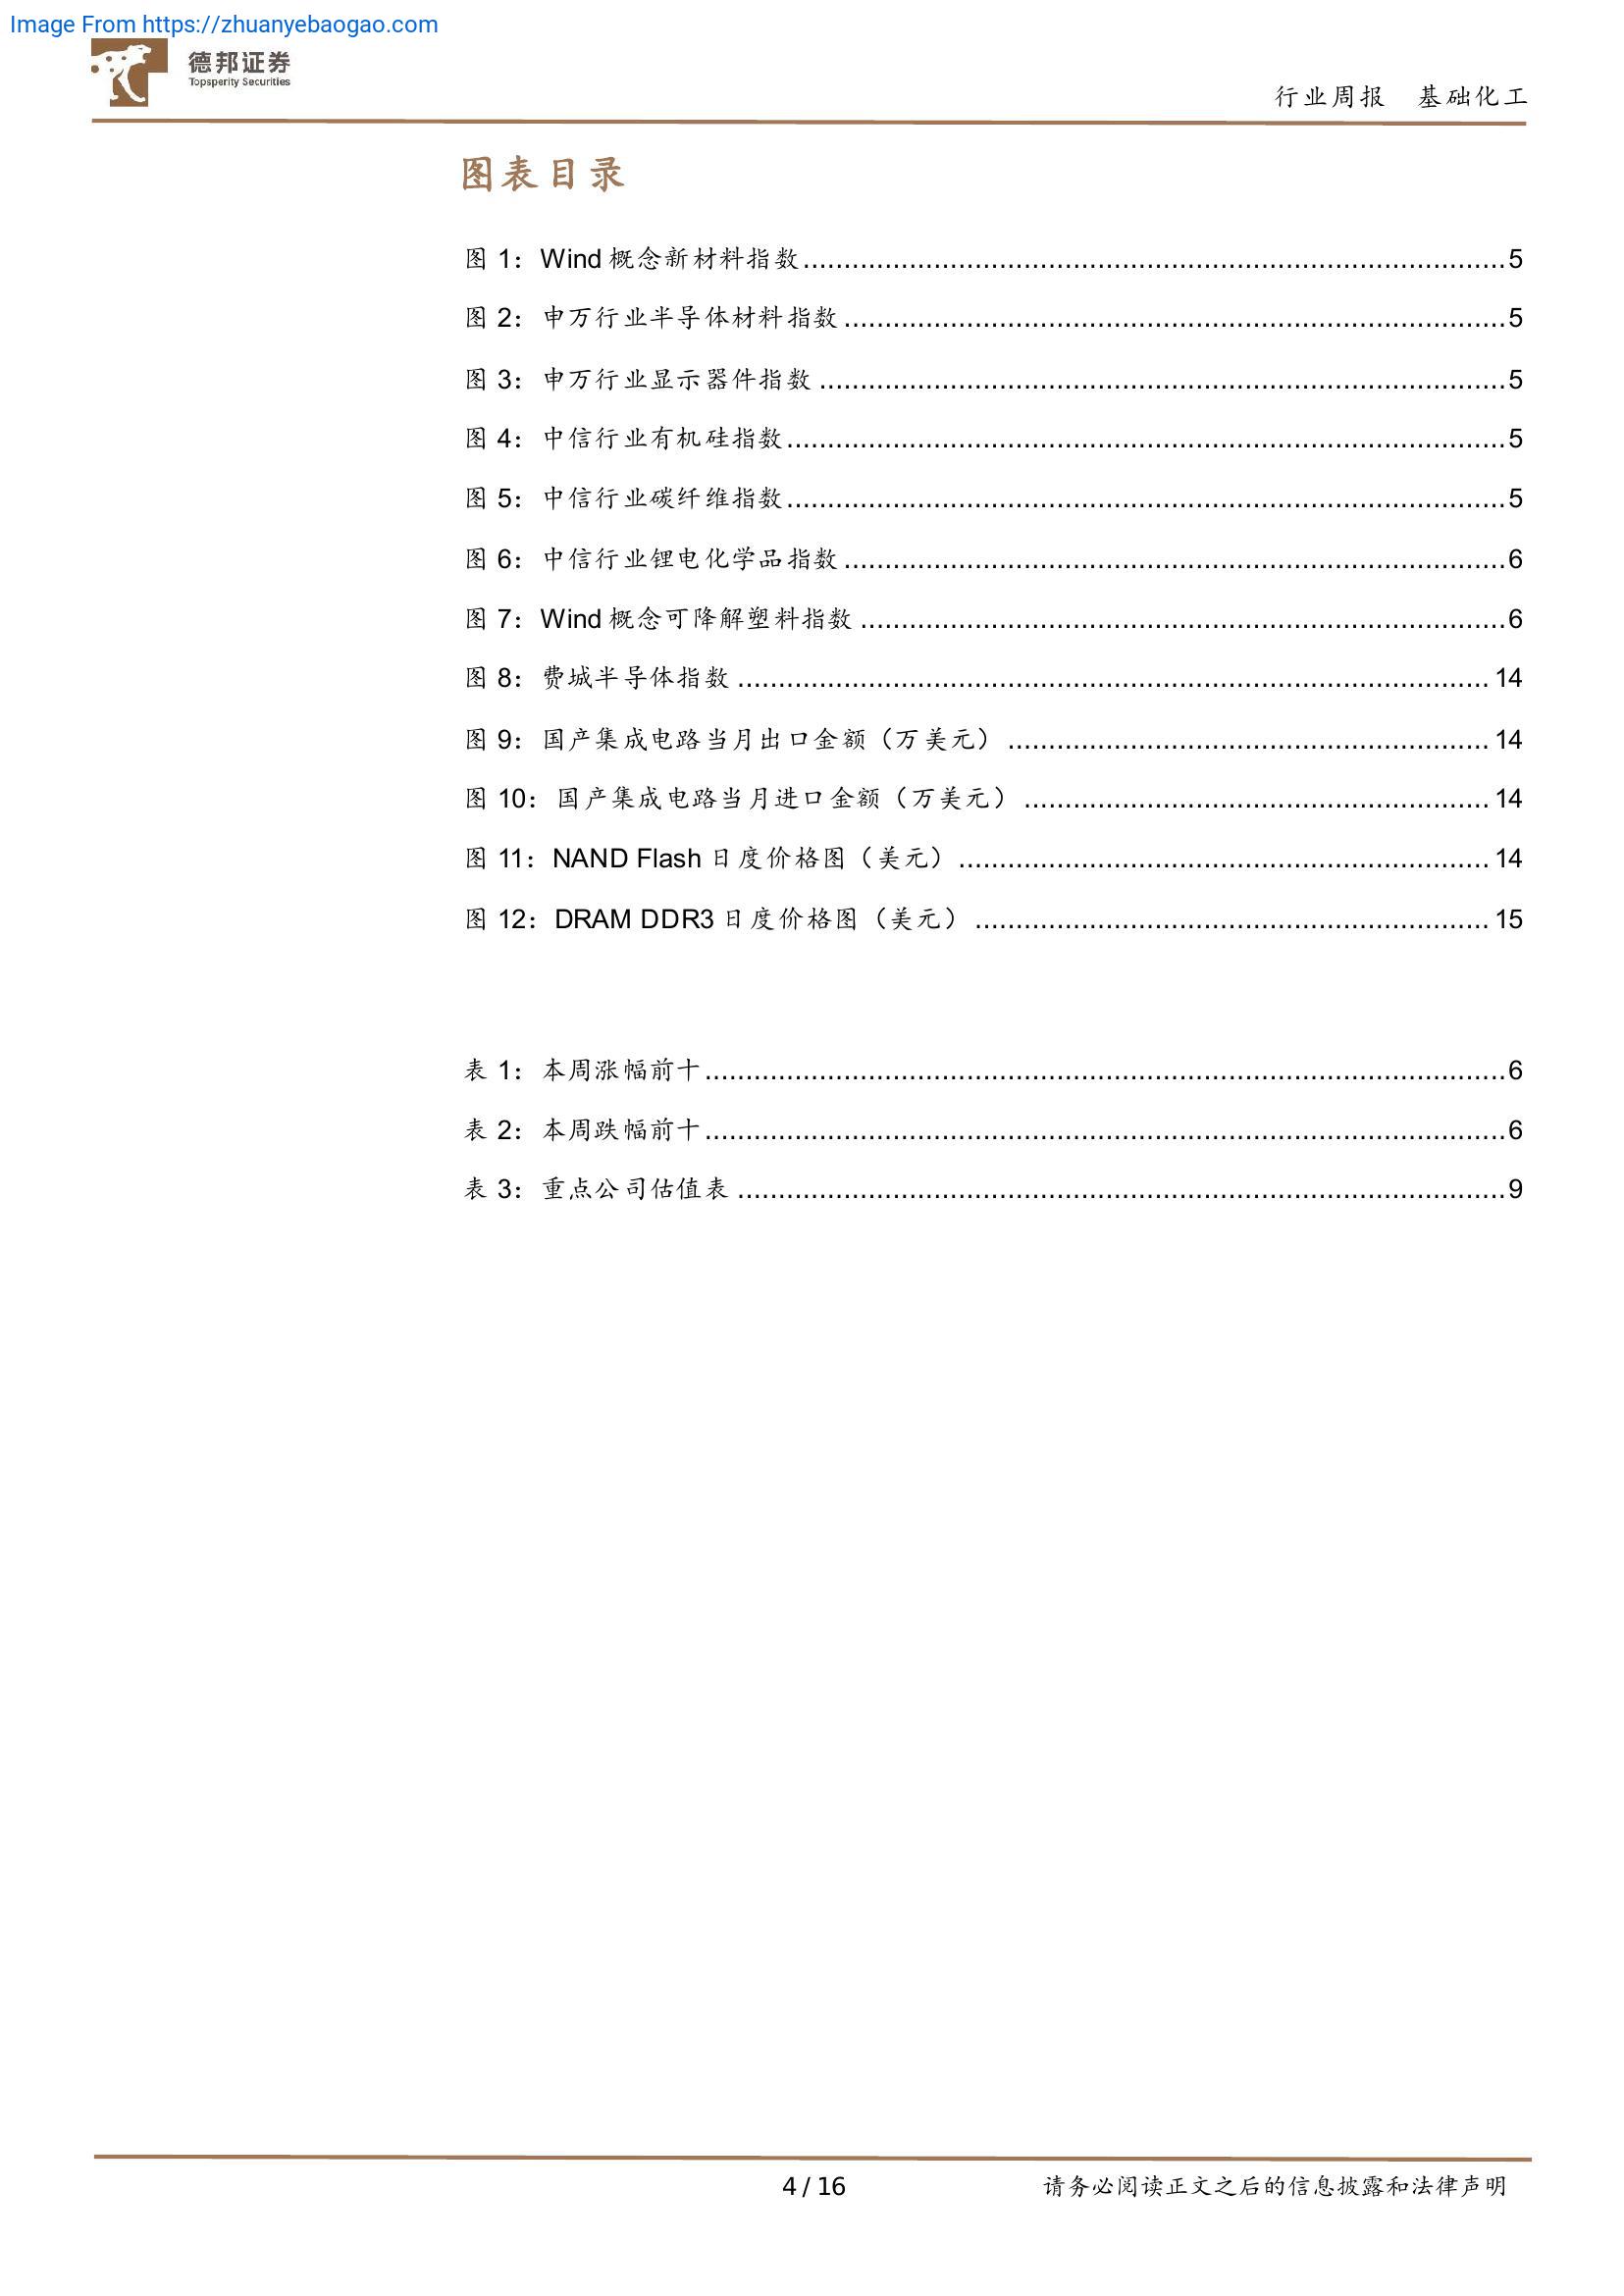 Image From https://zhuanyebaogao.com
德邦证券
Topsperity Securities
行业周报 基础化工
图表目录
图 1：Wind 概念新材料指数........................................................................................5
图 2：申万行业半导体材料指数...................................................................................5
图 3：申万行业显示器件指数......................................................................................5
图 4：中信行业有机硅指数.........................................................................................5
图 5：中信行业碳纤维指数.........................................................................................5
图 6：中信行业锂电化学品指数...................................................................................6
图 7：Wind 概念可降解塑料指数.................................................................................6
图 8：费城半导体指数..............................................................................................14
图 9：国产集成电路当月出口金额（万美元）............................................................14
图 10：国产集成电路当月进口金额（万美元）..........................................................14
图 11：NAND Flash 日度价格图（美元）..................................................................14
图 12：DRAM DDR3 日度价格图（美元）................................................................15
表 1：本周涨幅前十...................................................................................................6
表 2：本周跌幅前十...................................................................................................6
表 3：重点公司估值表................................................................................................9
4 / 16
请务必阅读正文之后的信息披露和法律声明